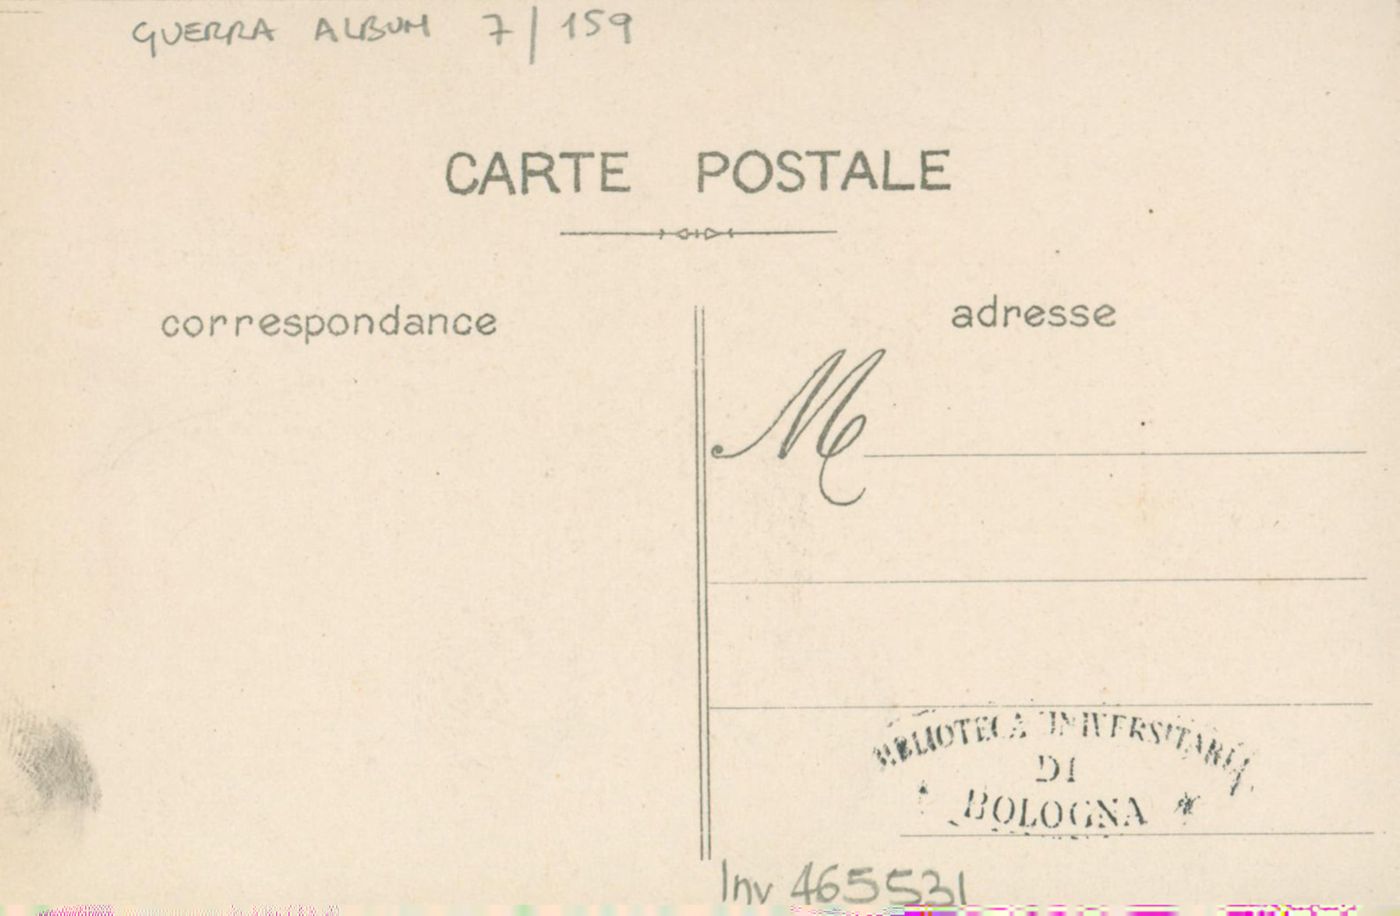 GUERRA ALBUM 7/159
CARTE POSTALE
correspondance
adresse
M
BIBLIOTECA UNIVERSITARIA
DI
BOLOGNA
Inv 465531